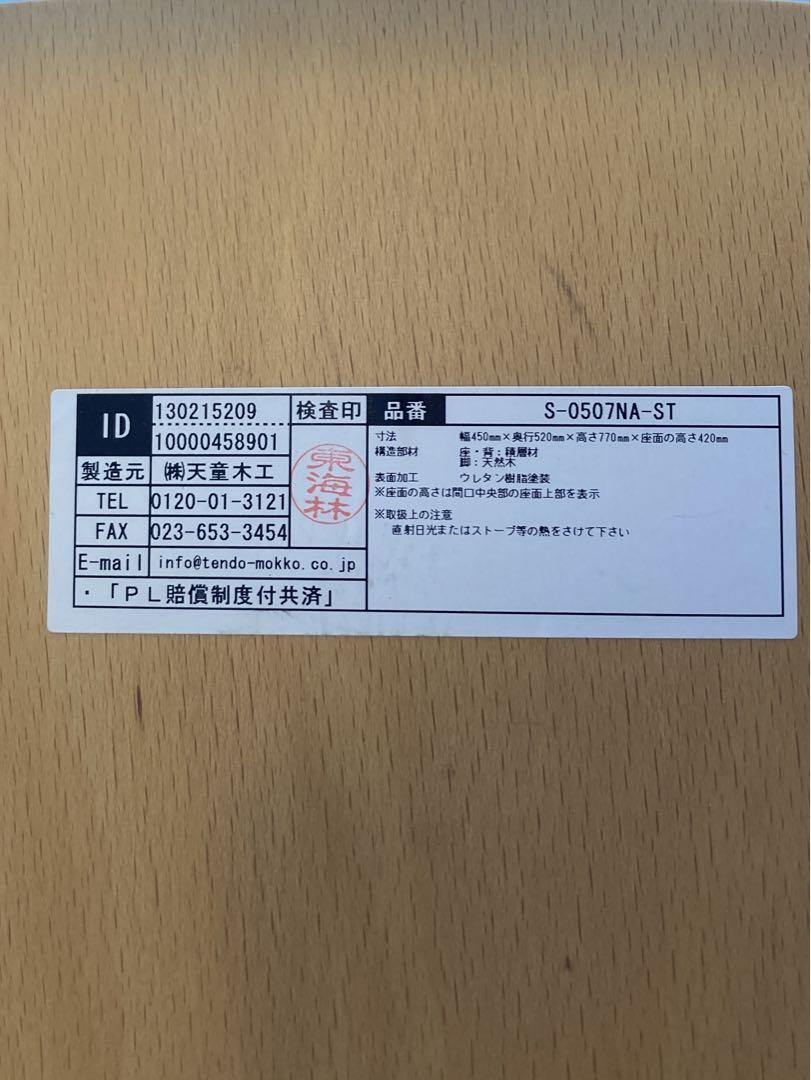 ID
130215209
10000458901
検査印
東海林
製造元
㈱天童木工
TEL
0120-01-3121
FAX
023-653-3454
E-mail
info@tendo-mokko.co.jp
・「ＰＬ賠償制度付共済」
品番
S-0507NA-ST
寸法 幅450mm×奥行520mm×高さ770mm×座面の高さ420mm
構造部材 座・背：積層材
脚：天然木
表面加工 ウレタン樹脂塗装
※座面の高さは間口中央部の座面上部を表示
※取扱上の注意
直射日光またはストーブ等の熱をさけて下さい